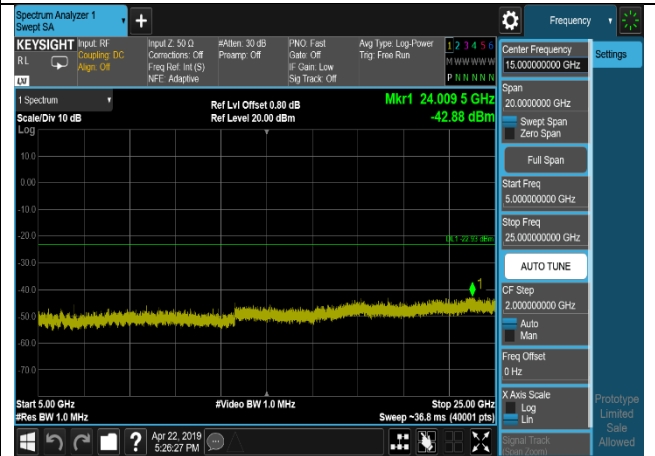 Spectrum Analyzer 1
Swept SA
Frequency
KEYSIGHT
RL
Input: RF
Coupling: DC
Align: Off
Input Z: 50 Ω
Corrections: Off
Freq Ref: Int (S)
NFE: Adaptive
#Atten: 30 dB
Preamp: Off
PNO: Fast
Gate: Off
IF Gain: Low
Sig Track: Off
Avg Type: Log-Power
Trig: Free Run
1 2 3 4 5 6
M W W W W W
P N N N N N
LXI
1 Spectrum
Scale/Div 10 dB
Log
Ref Lvl Offset 0.80 dB
Ref Level 20.00 dBm
Mkr1 24.009 5 GHz
-42.88 dBm
10.0
0.00
-10.0
-20.0
-30.0
-40.0
-50.0
-60.0
-70.0
DL1 -22.93 dBm
1
Start 5.00 GHz
#Res BW 1.0 MHz
#Video BW 1.0 MHz
Stop 25.00 GHz
Sweep ~36.8 ms (40001 pts)
Apr 22, 2019
5:26:27 PM
Center Frequency
15.000000000 GHz
Span
20.0000000 GHz
Swept Span
Zero Span
Full Span
Start Freq
5.000000000 GHz
Stop Freq
25.000000000 GHz
AUTO TUNE
CF Step
2.000000000 GHz
Auto
Man
Freq Offset
0 Hz
X Axis Scale
Log
Lin
Signal Track
(Span Zoom)
Settings
Prototype
Limited
Sale
Allowed